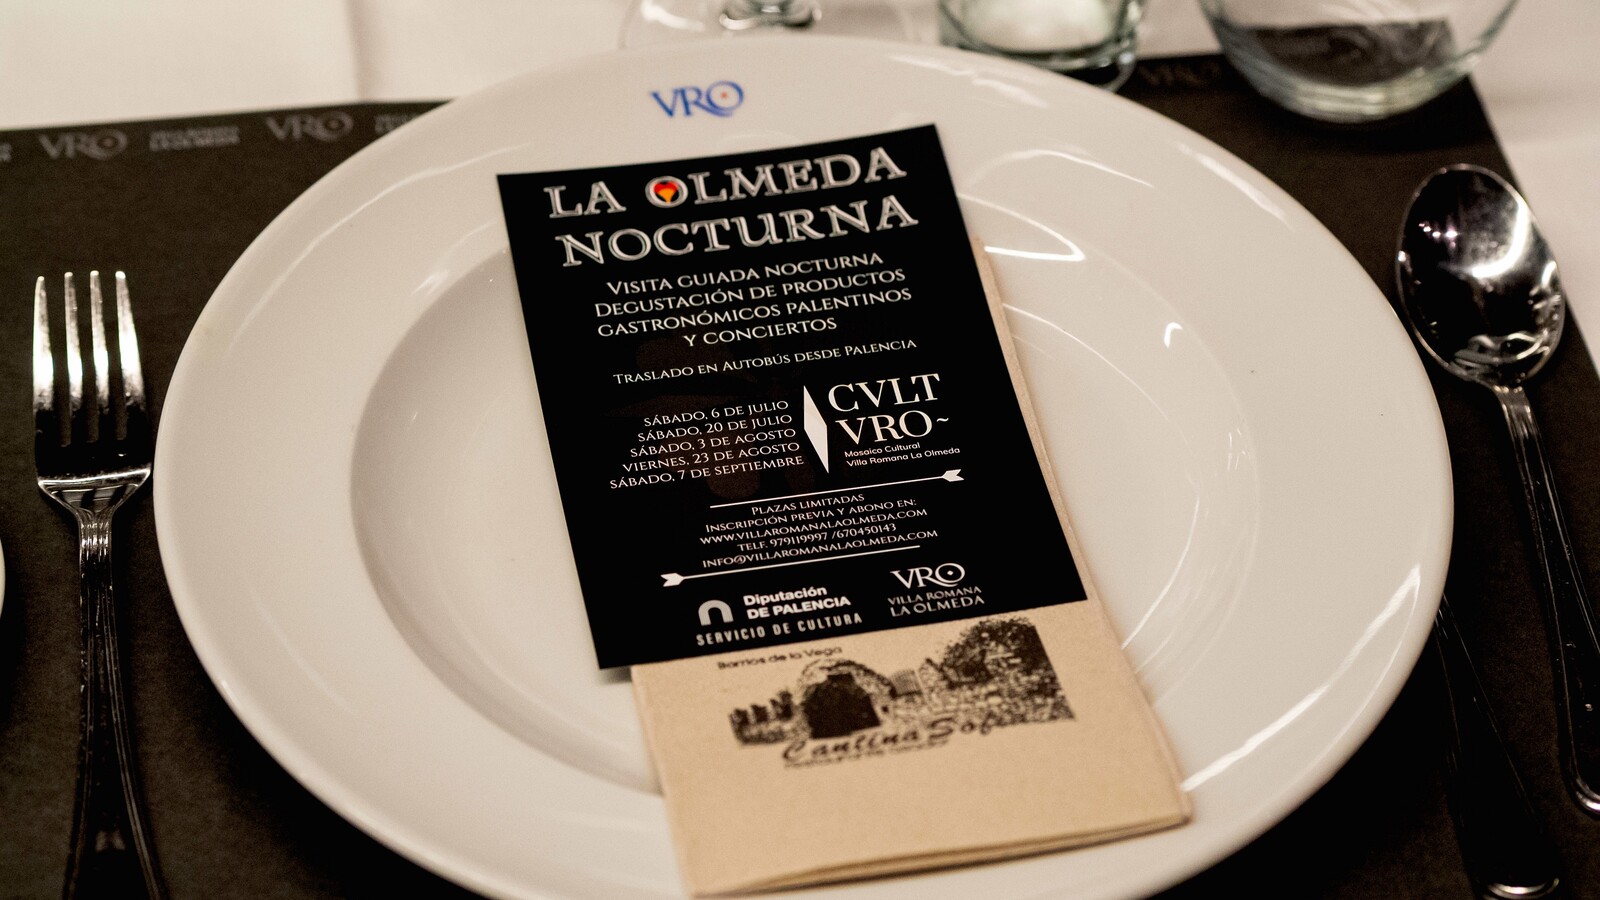 VRO
VRO
VRO
LA OLMEDA
NOCTURNA
VISITA GUIADA NOCTURNA
DEGUSTACIÓN DE PRODUCTOS
GASTRONÓMICOS PALENTINOS
Y CONCIERTOS
TRASLADO EN AUTOBÚS DESDE PALENCIA
SÁBADO, 6 DE JULIO
SÁBADO, 20 DE JULIO
SÁBADO, 3 DE AGOSTO
VIERNES, 23 DE AGOSTO
SÁBADO, 7 DE SEPTIEMBRE
CVLT
VRO~
Mosaico Cultural
Villa Romana La Olmeda
PLAZAS LIMITADAS
INSCRIPCIÓN PREVIA Y ABONO EN:
WWW.VILLAROMANALAOLMEDA.COM
TELF. 979119997 /670450143
INFO@VILLAROMANALAOLMEDA.COM
Diputación
DE PALENCIA
SERVICIO DE CULTURA
VRO
VILLA ROMANA
LA OLMEDA
Barrios de la Vega
Cantina Sofía